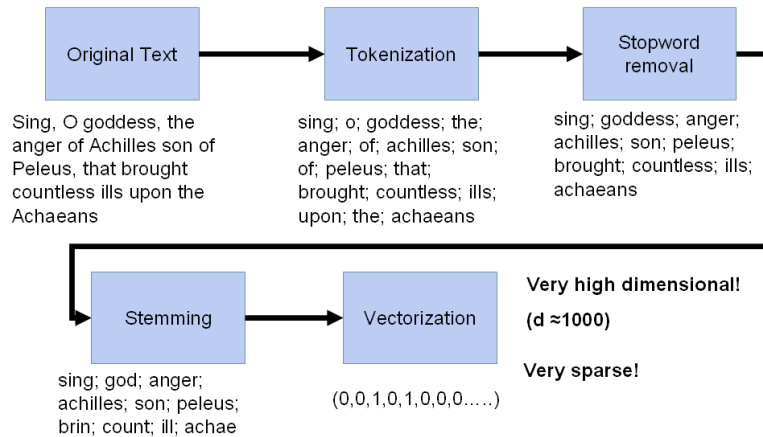 Original Text
Tokenization
Stopword
removal
Sing, O goddess, the
anger of Achilles son of
Peleus, that brought
countless ills upon the
Achaeans
sing; o; goddess; the;
anger; of; achilles; son;
of; peleus; that;
brought; countless; ills;
upon; the; achaeans
sing; goddess; anger;
achilles; son; peleus;
brought; countless; ills;
achaeans
Stemming
Vectorization
Very high dimensional!
(d ≈1000)
Very sparse!
sing; god; anger;
achilles; son; peleus;
brin; count; ill; achae
(0,0,1,0,1,0,0,0…..)